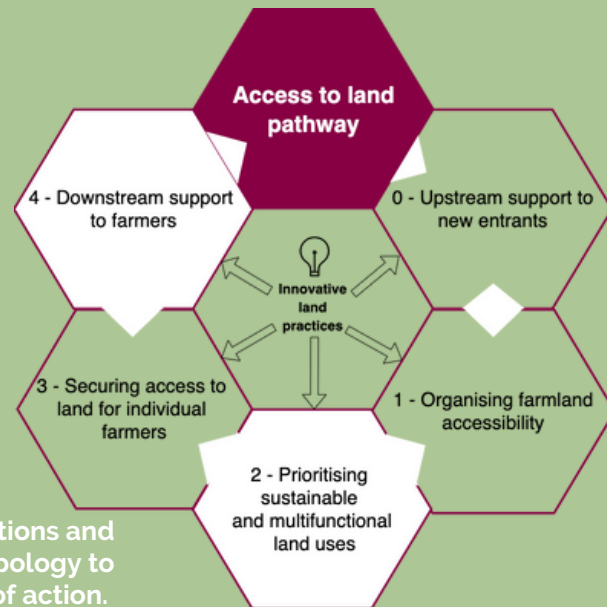 Access to land
pathway
0 - Upstream support to
new entrants
1 - Organising farmland
accessibility
2 - Prioritising
sustainable
and multifunctional
land uses
3 - Securing access to
land for individual
farmers
4 - Downstream support
to farmers
Innovative
land
practices
and
to
of action.